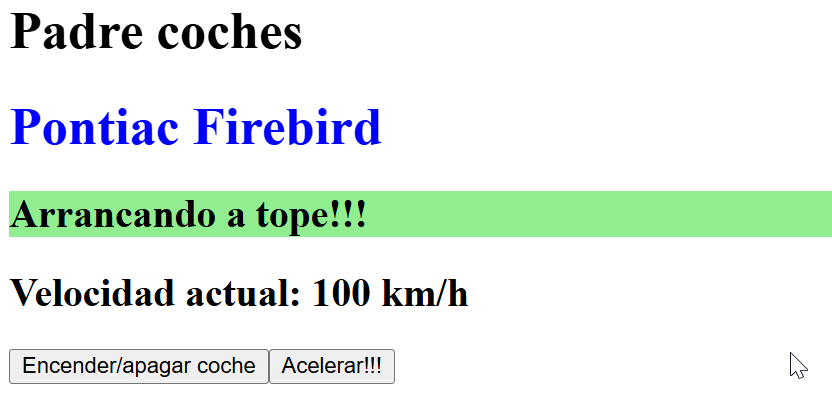 Padre coches
Pontiac Firebird
Arrancando a tope!!!
Velocidad actual: 100 km/h
Encender/apagar coche Acelerar!!!